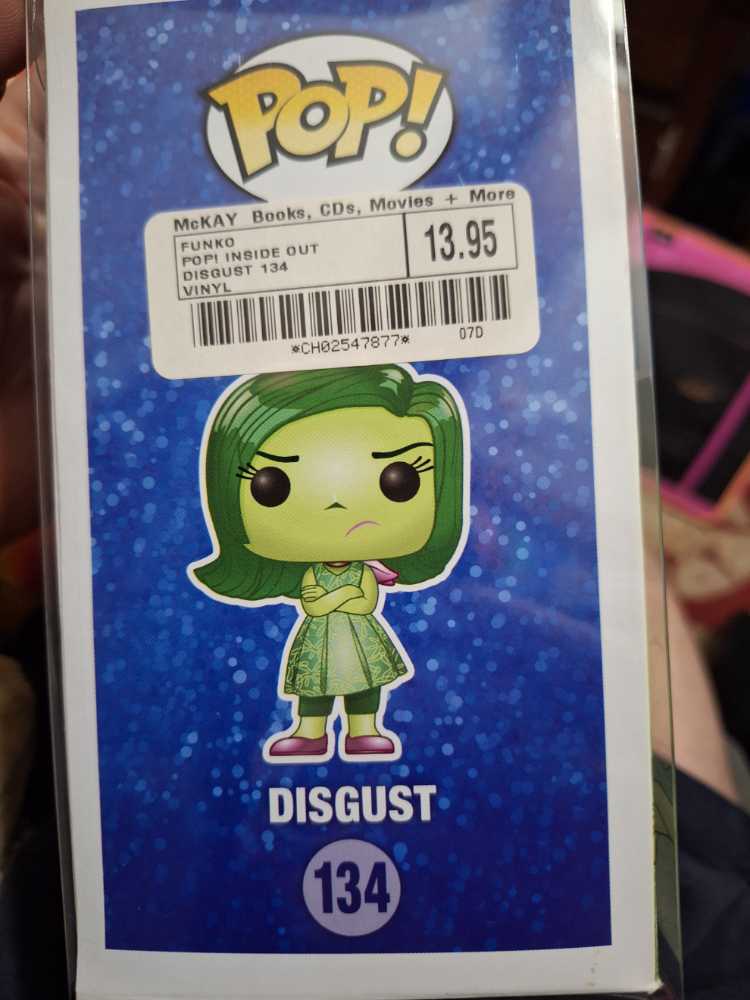 POP!
McKAY Books, CDs, Movies + More
FUNKO
POP! INSIDE OUT
DISGUST 134
VINYL
13.95
*CH02547877*
07D
DISGUST
134